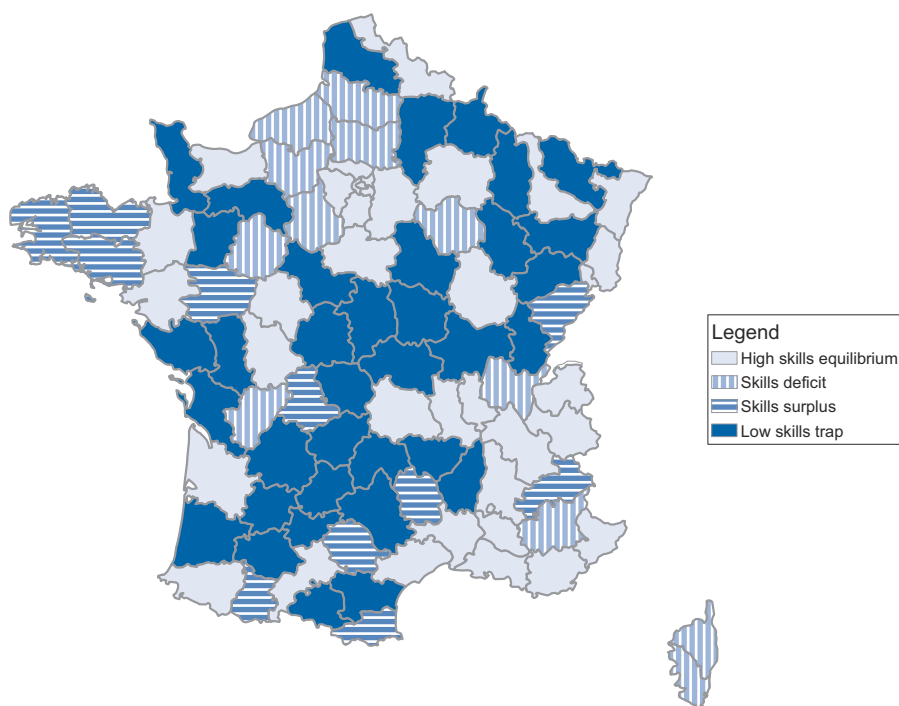 Legend
High skills equilibrium
Skills deficit
Skills surplus
Low skills trap